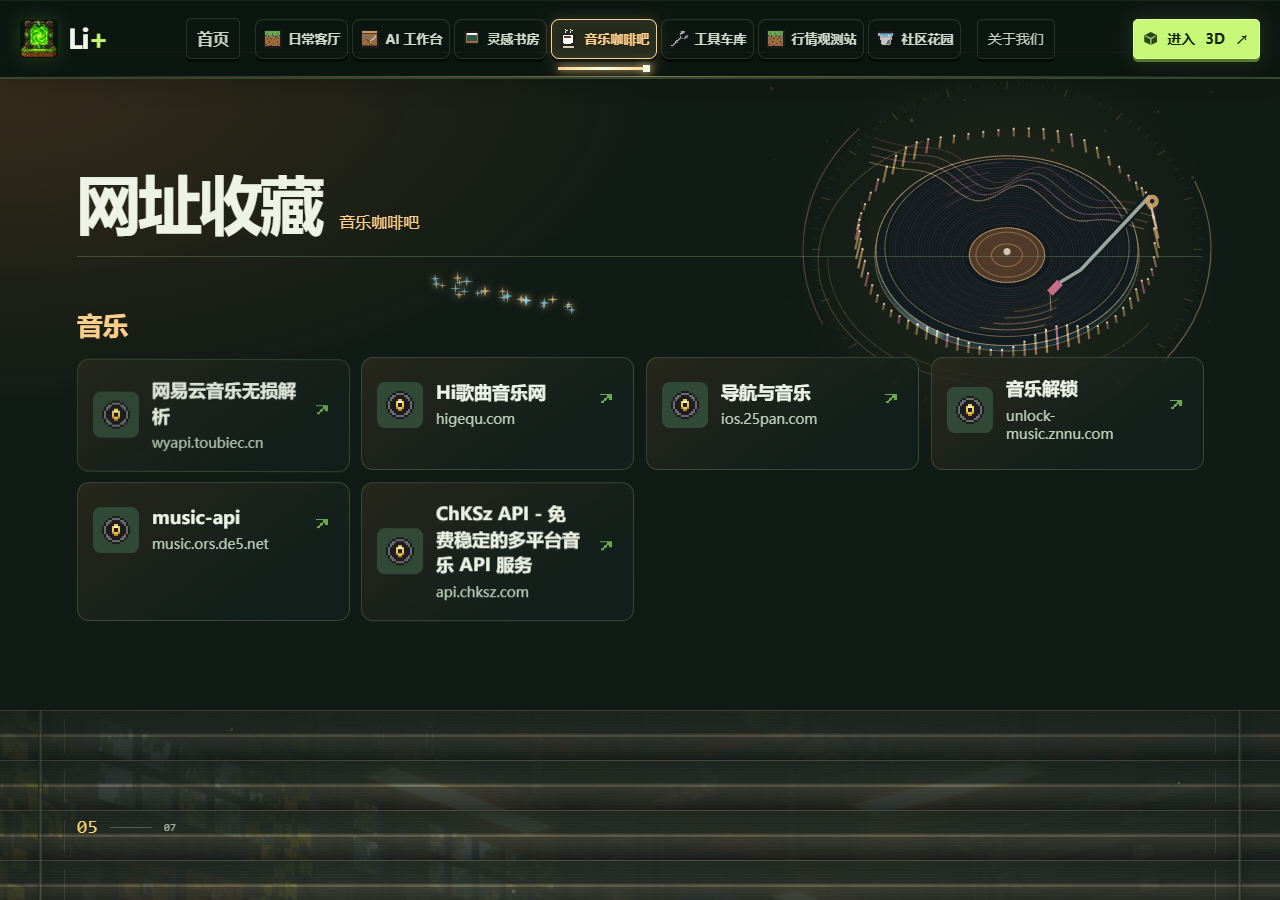 Li+
首页
日常客厅
AI 工作台
灵感书房
音乐咖啡吧
工具车库
行情观测站
社区花园
关于我们
进入 3D ↗
网址收藏
音乐咖啡吧
音乐
网易云音乐无损解
析
wyapi.toubiec.cn
Hi歌曲音乐网
higequ.com
导航与音乐
ios.25pan.com
音乐解锁
unlock-
music.znnu.com
music-api
music.ors.de5.net
ChKSz API - 免
费稳定的多平台音
乐 API 服务
api.chksz.com
05
07